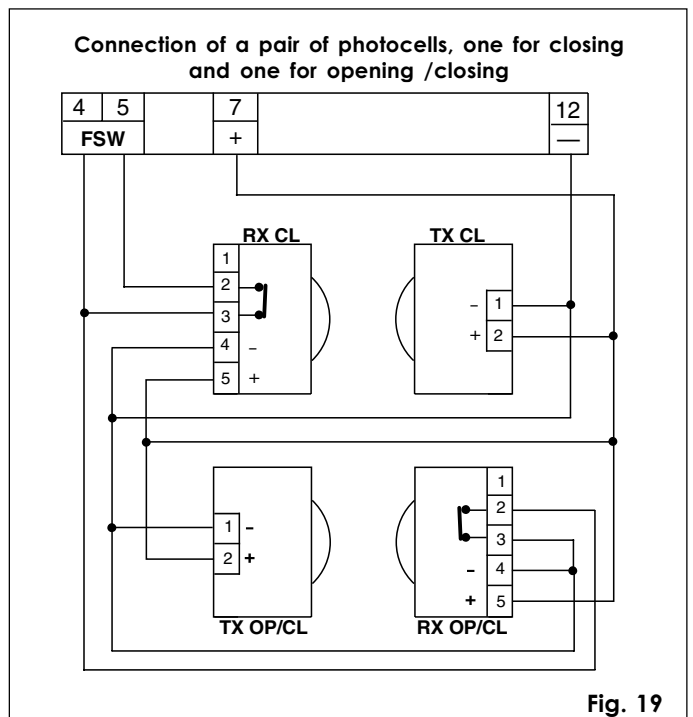 Connection of a pair of photocells, one for closing
and one for opening /closing
4 5 7 12
FSW + —
RX CL TX CL
1
2
3
4 –
5 +
– 1
+ 2
1 -
2 +
1
2
3
- 4
+ 5
TX OP/CL RX OP/CL
Fig. 19